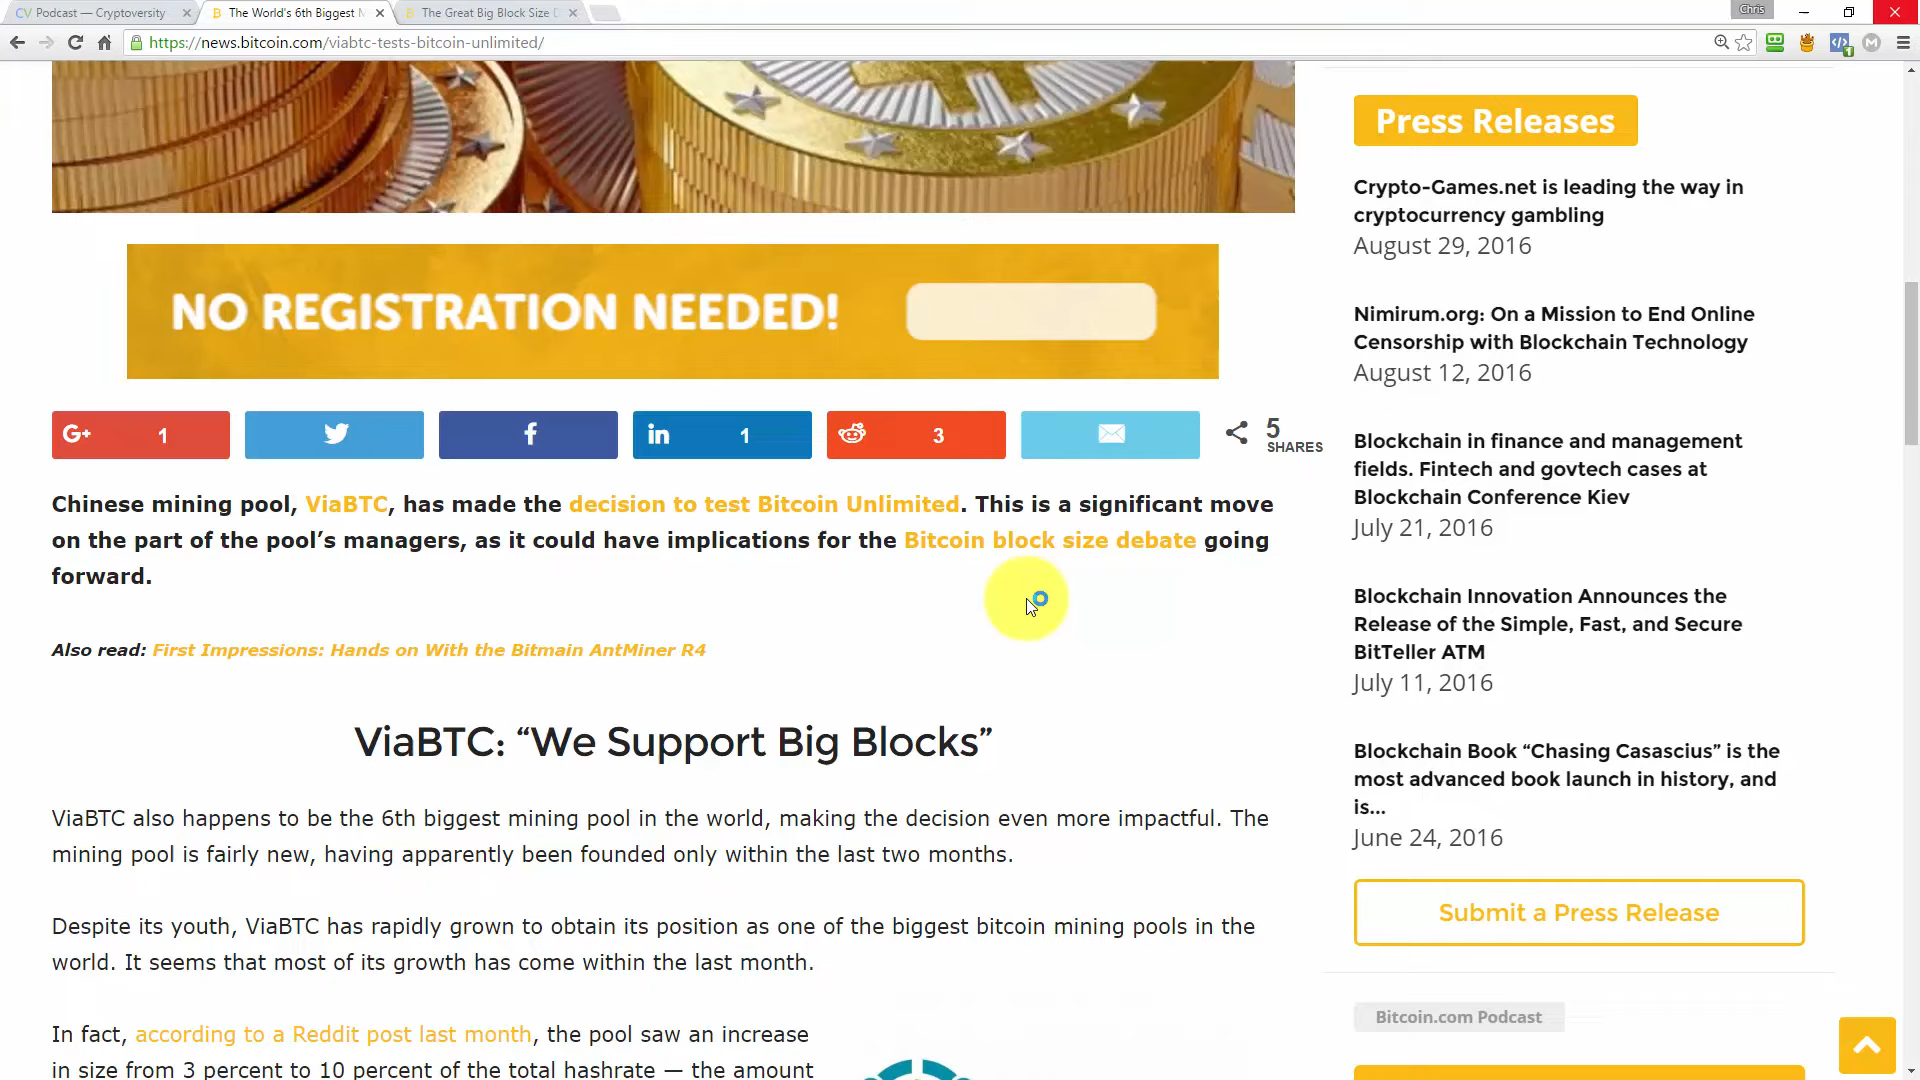 CV Podcast — Cryptoversity
The World's 6th Biggest
The Great Big Block Size
Chris
https://news.bitcoin.com/viabtc-tests-bitcoin-unlimited/
1
M
NO REGISTRATION NEEDED!
G+ 1
f
in 1
3
5
SHARES
Chinese mining pool, ViaBTC, has made the decision to test Bitcoin Unlimited. This is a significant move
on the part of the pool’s managers, as it could have implications for the Bitcoin block size debate going
forward.
Also read: First Impressions: Hands on With the Bitmain AntMiner R4
ViaBTC: “We Support Big Blocks”
ViaBTC also happens to be the 6th biggest mining pool in the world, making the decision even more impactful. The
mining pool is fairly new, having apparently been founded only within the last two months.
Despite its youth, ViaBTC has rapidly grown to obtain its position as one of the biggest bitcoin mining pools in the
world. It seems that most of its growth has come within the last month.
In fact, according to a Reddit post last month, the pool saw an increase
in size from 3 percent to 10 percent of the total hashrate — the amount
Press Releases
Crypto-Games.net is leading the way in
cryptocurrency gambling
August 29, 2016
Nimirum.org: On a Mission to End Online
Censorship with Blockchain Technology
August 12, 2016
Blockchain in finance and management
fields. Fintech and govtech cases at
Blockchain Conference Kiev
July 21, 2016
Blockchain Innovation Announces the
Release of the Simple, Fast, and Secure
BitTeller ATM
July 11, 2016
Blockchain Book “Chasing Casascius” is the
most advanced book launch in history, and
is...
June 24, 2016
Submit a Press Release
Bitcoin.com Podcast